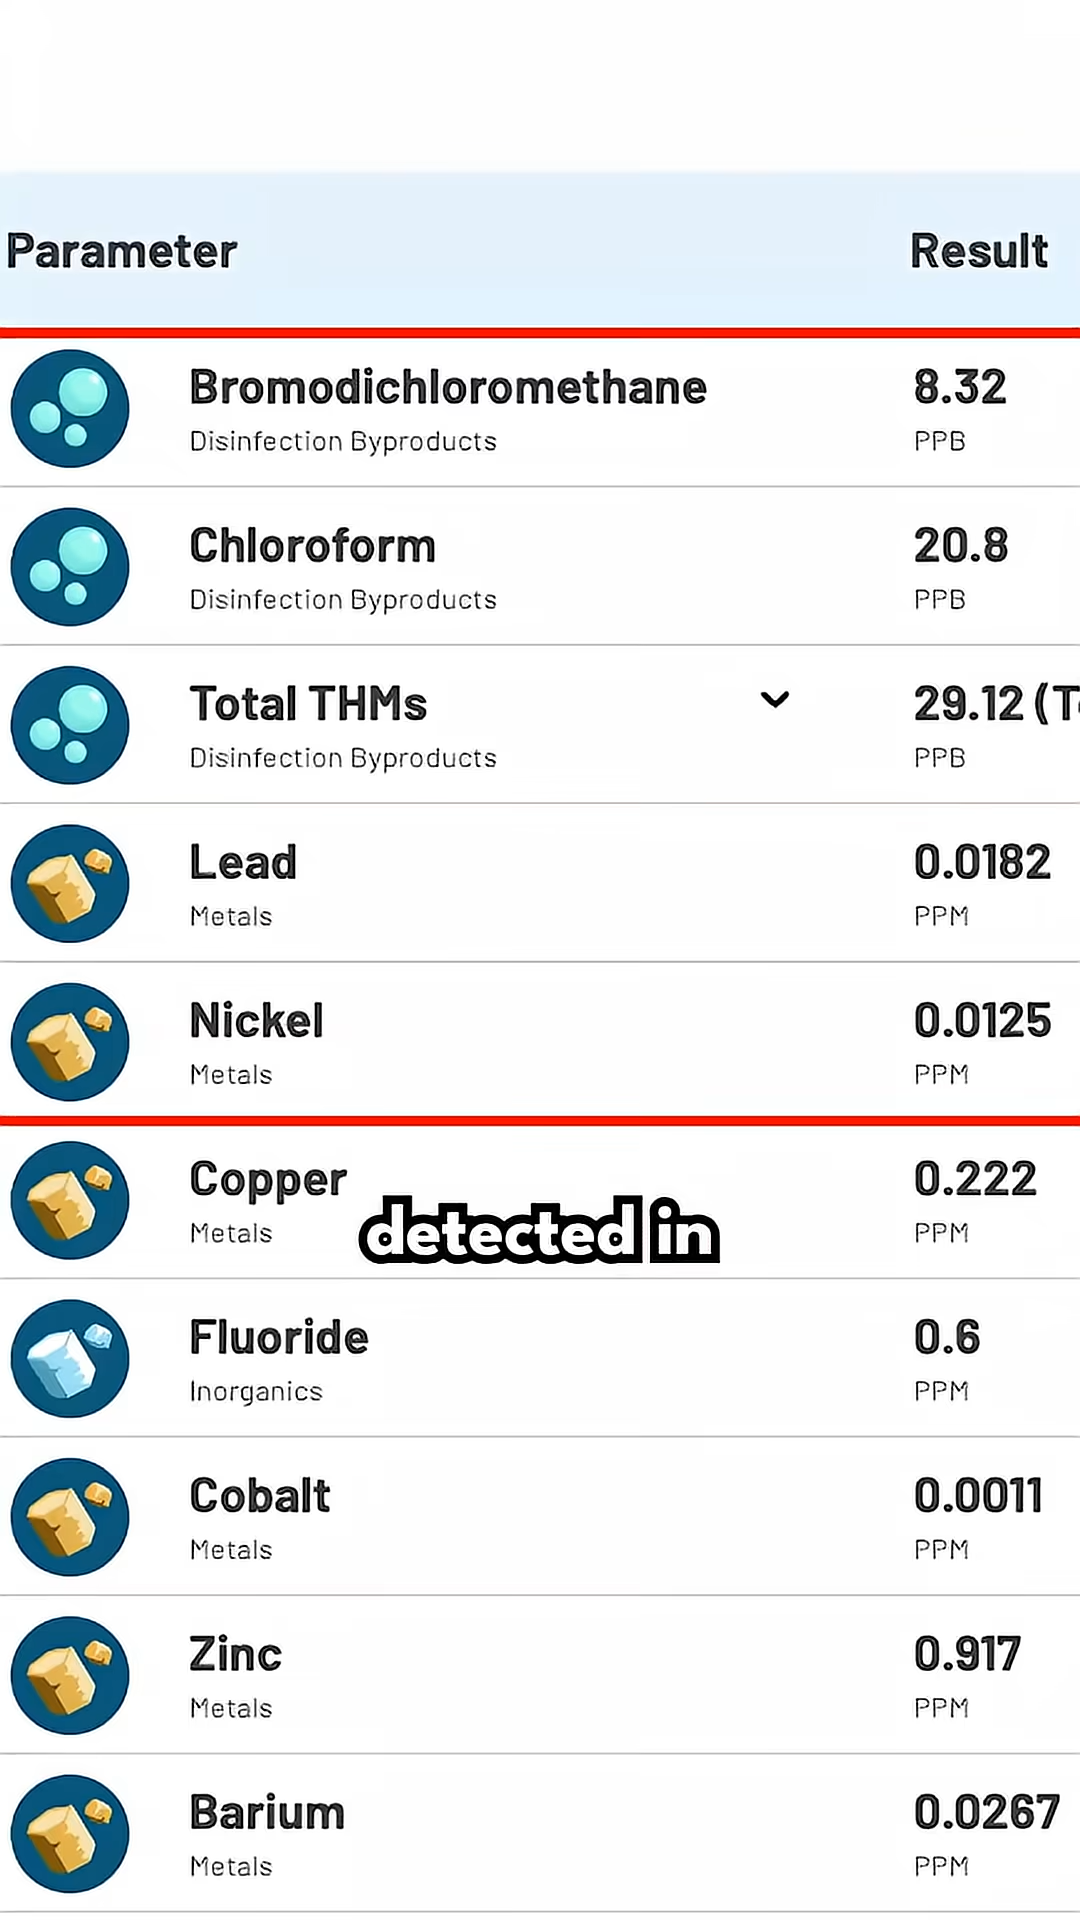 Parameter Result
Bromodichloromethane 8.32
Disinfection Byproducts PPB
Chloroform 20.8
Disinfection Byproducts PPB
Total THMs 29.12 (T
Disinfection Byproducts PPB
Lead 0.0182
Metals PPM
Nickel 0.0125
Metals PPM
Copper 0.222
Metals PPM
detected in
Fluoride 0.6
Inorganics PPM
Cobalt 0.0011
Metals PPM
Zinc 0.917
Metals PPM
Barium 0.0267
Metals PPM